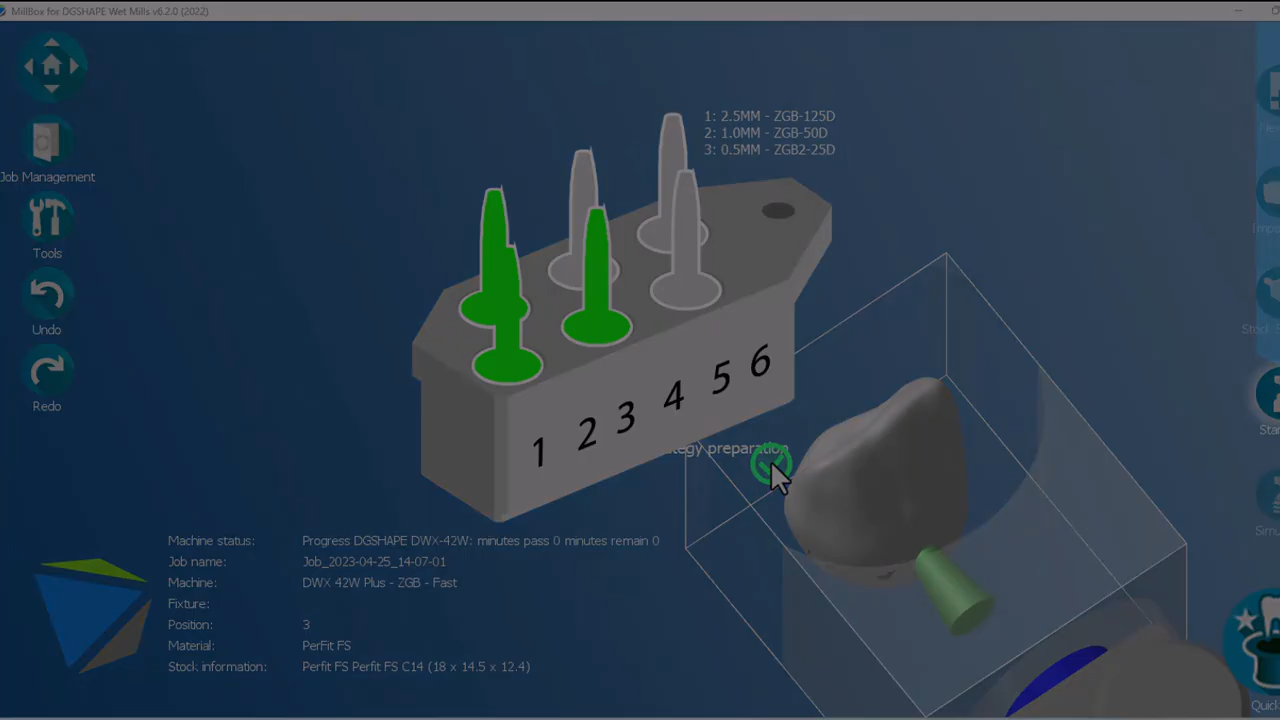 MillBox for DGSHAPE Wet Mills v6.2.0 (2022)
1: 2.5MM - ZGB-125D
2: 1.0MM - ZGB-50D
3: 0.5MM - ZGB2-25D
Job Management
Tools
Undo
Redo
1 2 3 4 5 6
preparation
Machine status: Progress DGSHAPE DWX-42W: minutes pass 0 minutes remain 0
Job name: Job_2023-04-25_14-07-01
Machine: DWX 42W Plus - ZGB - Fast
Fixture:
Position: 3
Material: PerFit FS
Stock information: Perfit FS Perfit FS C14 (18 x 14.5 x 12.4)